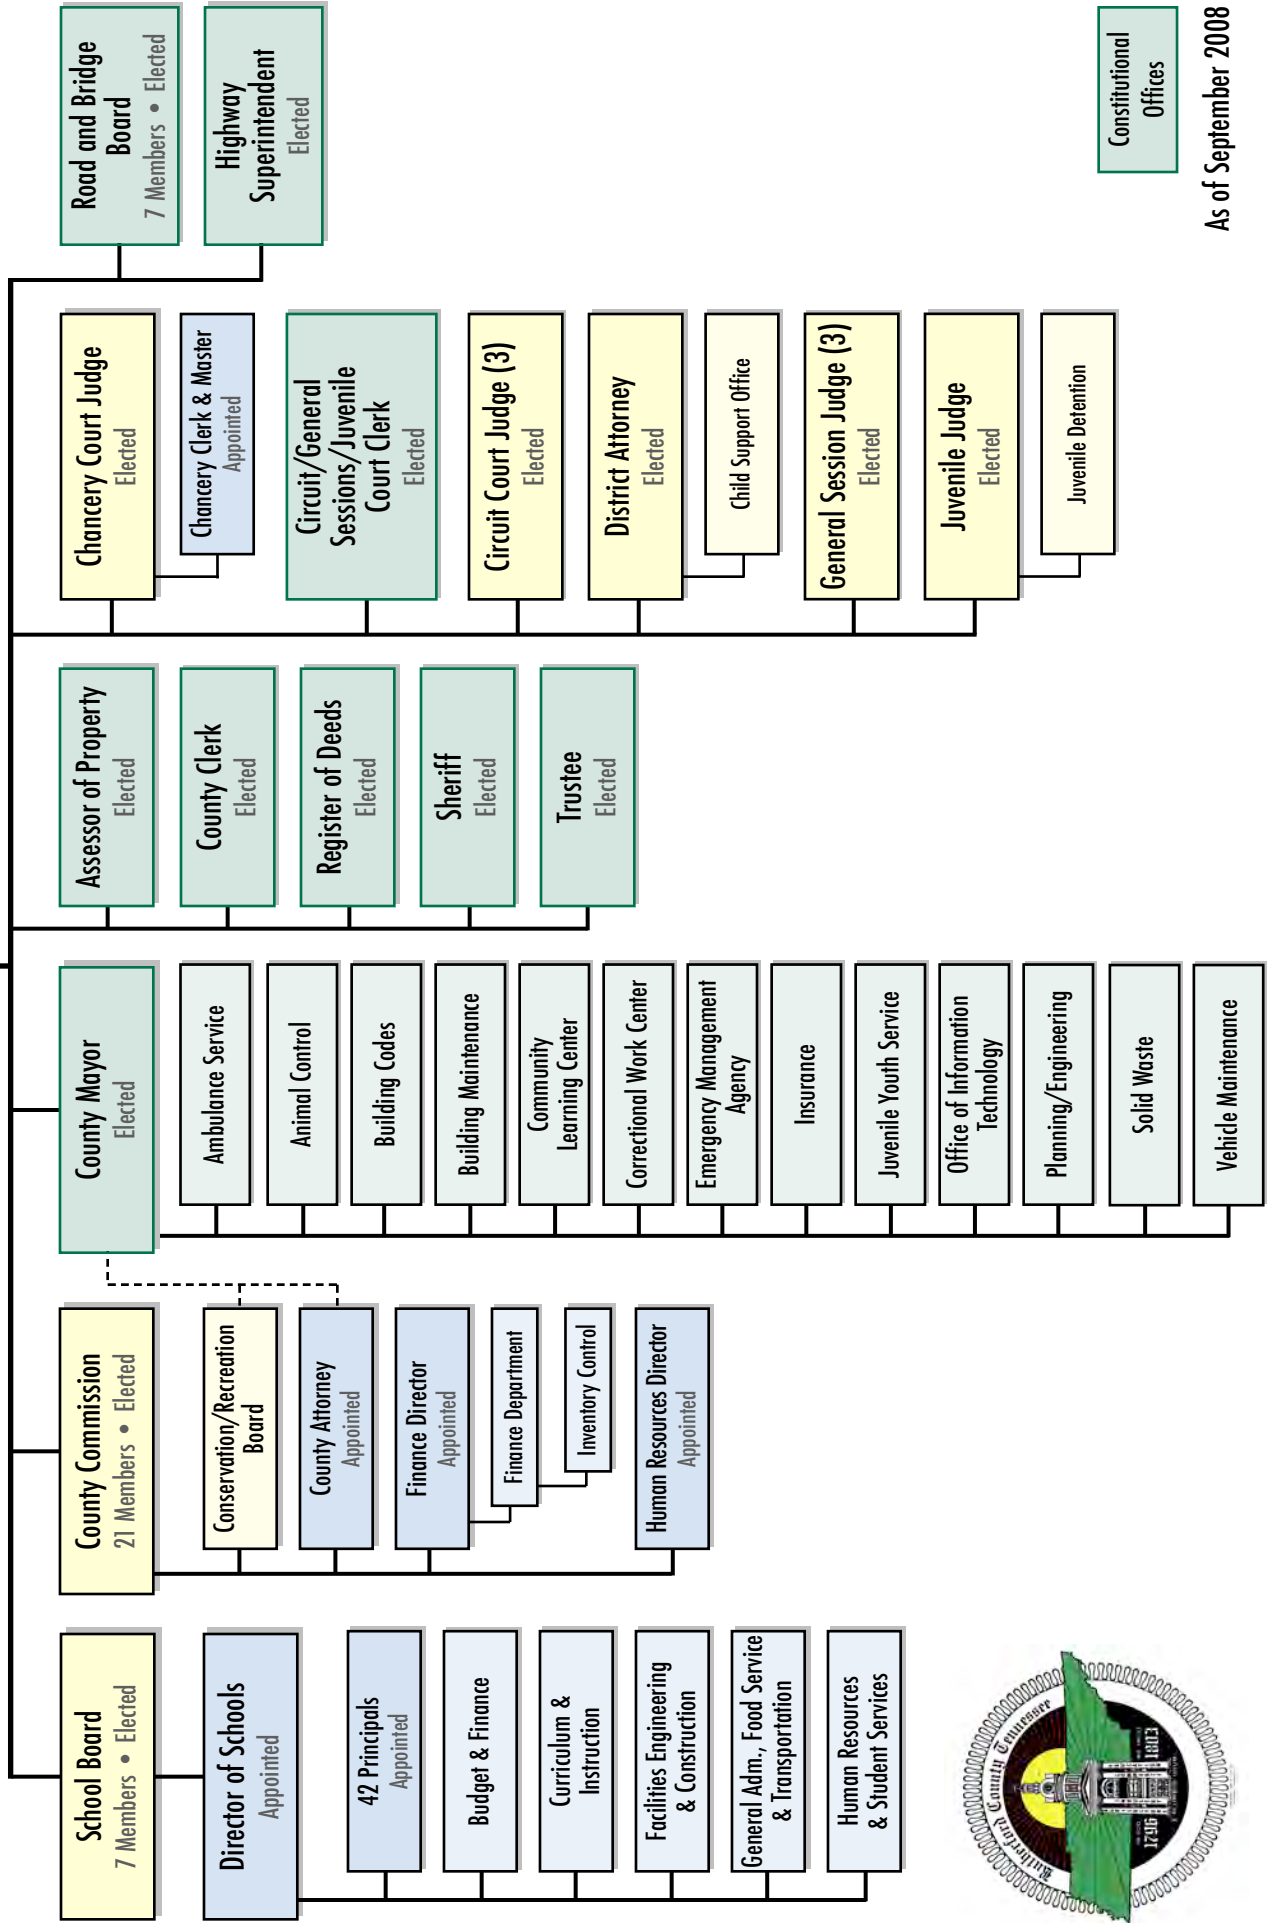 School Board
7 Members • Elected
Director of Schools
Appointed
42 Principals
Appointed
Budget & Finance
Curriculum &
Instruction
Facilities Engineering
& Construction
General Adm., Food Service
& Transportation
Human Resources
& Student Services
County Commission
21 Members • Elected
Conservation/Recreation
Board
County Attorney
Appointed
Finance Director
Appointed
Finance Department
Inventory Control
Human Resources Director
Appointed
County Mayor
Elected
Ambulance Service
Animal Control
Building Codes
Building Maintenance
Community
Learning Center
Correctional Work Center
Emergency Management
Agency
Insurance
Juvenile Youth Service
Office of Information
Technology
Planning/Engineering
Solid Waste
Vehicle Maintenance
Assessor of Property
Elected
County Clerk
Elected
Register of Deeds
Elected
Sheriff
Elected
Trustee
Elected
Chancery Court Judge
Elected
Chancery Clerk & Master
Appointed
Circuit/General
Sessions/Juvenile
Court Clerk
Elected
Circuit Court Judge (3)
Elected
District Attorney
Elected
Child Support Office
General Session Judge (3)
Elected
Juvenile Judge
Elected
Juvenile Detention
Road and Bridge
Board
7 Members • Elected
Highway
Superintendent
Elected
Constitutional
Offices
As of September 2008
Rutherford County Tennessee
1796 1803